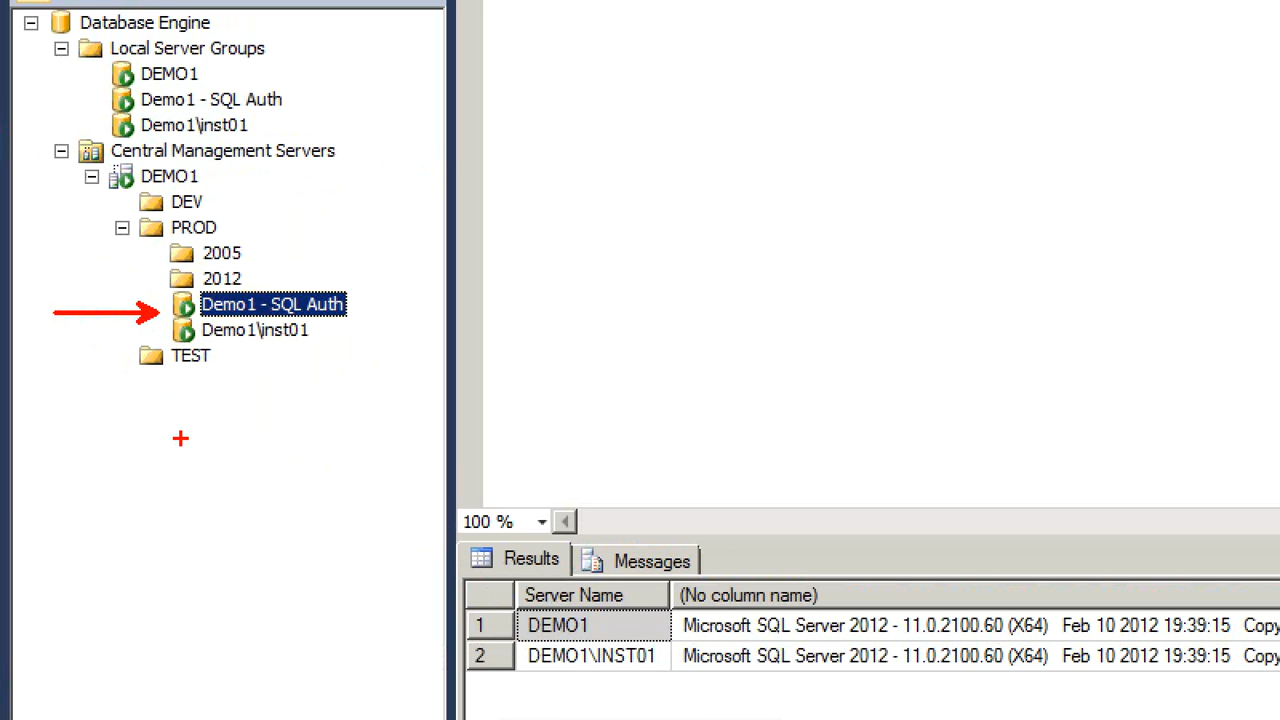 Database Engine
Local Server Groups
DEMO1
Demo1 - SQL Auth
Demo1\inst01
Central Management Servers
DEMO1
DEV
PROD
2005
2012
Demo1 - SQL Auth
Demo1\inst01
TEST
100 %
Results Messages
Server Name (No column name)
1 DEMO1 Microsoft SQL Server 2012 - 11.0.2100.60 (X64) Feb 10 2012 19:39:15 Copy
2 DEMO1\INST01 Microsoft SQL Server 2012 - 11.0.2100.60 (X64) Feb 10 2012 19:39:15 Copy